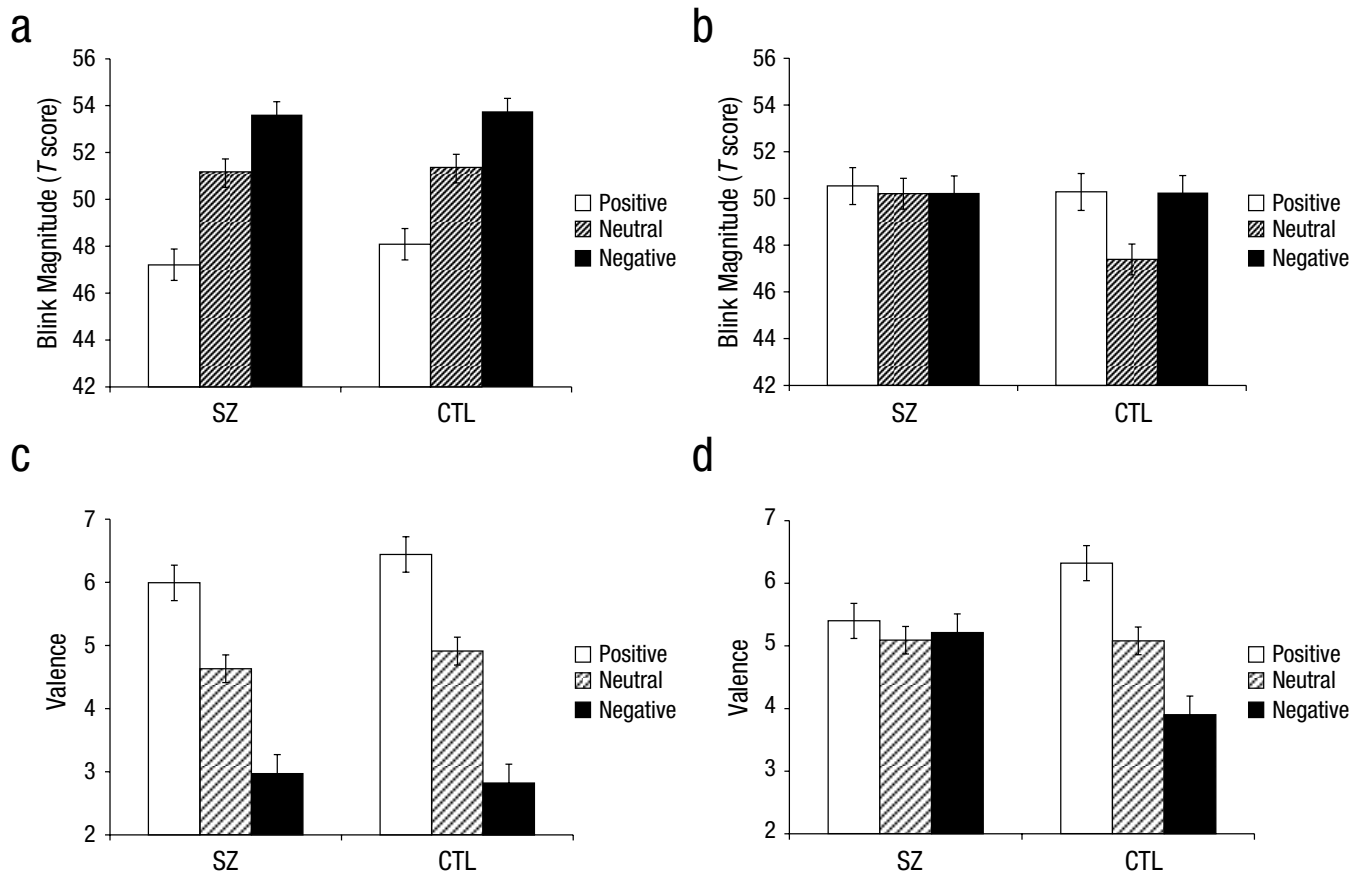 a
56
54
52
50
48
46
44
42
Blink Magnitude (T score)
SZ
CTL
Positive
Neutral
Negative
b
56
54
52
50
48
46
44
42
Blink Magnitude (T score)
SZ
CTL
Positive
Neutral
Negative
c
7
6
5
4
3
2
Valence
SZ
CTL
Positive
Neutral
Negative
d
7
6
5
4
3
2
Valence
SZ
CTL
Positive
Neutral
Negative